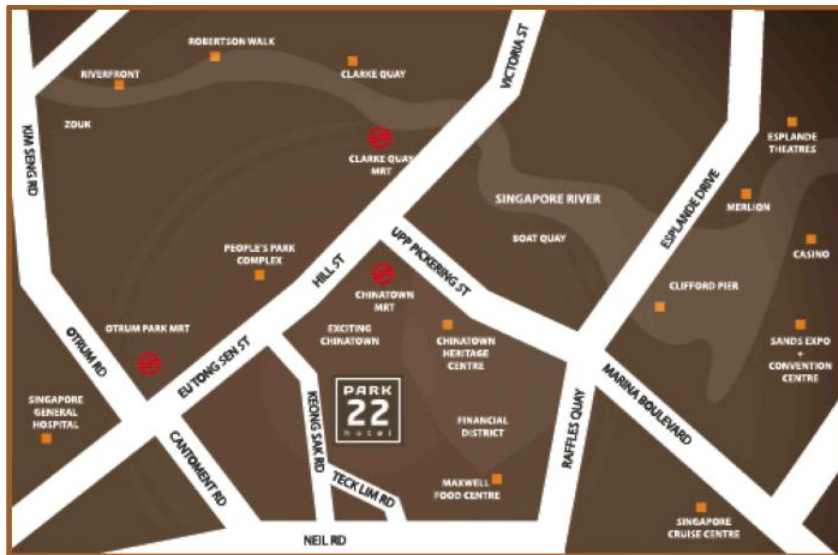 ROBERTSON WALK
RIVERFRONT
CLARKE QUAY
VICTORIA ST
ZOUK
KIM SENG RD
CLARKE QUAY
MRT
ESPLANDE
THEATRES
SINGAPORE RIVER
MERLION
ESPLANDE DRIVE
BOAT QUAY
CASINO
PEOPLE'S PARK
COMPLEX
HILL ST
UPP PICKERING ST
CHINATOWN
MRT
CLIFFORD PIER
OTRUM PARK MRT
EXCITING
CHINATOWN
CHINATOWN
HERITAGE
CENTRE
SANDS EXPO
+
CONVENTION
CENTRE
OTRUM RD
EU TONG SEN ST
MARINA BOULEVARD
SINGAPORE
GENERAL
HOSPITAL
PARK
22
hotel
KEONG SAK RD
FINANCIAL
DISTRICT
RAFFLES QUAY
CANTOMENT RD
TECK LIM RD
MAXWELL
FOOD CENTRE
SINGAPORE
CRUISE CENTRE
NEIL RD